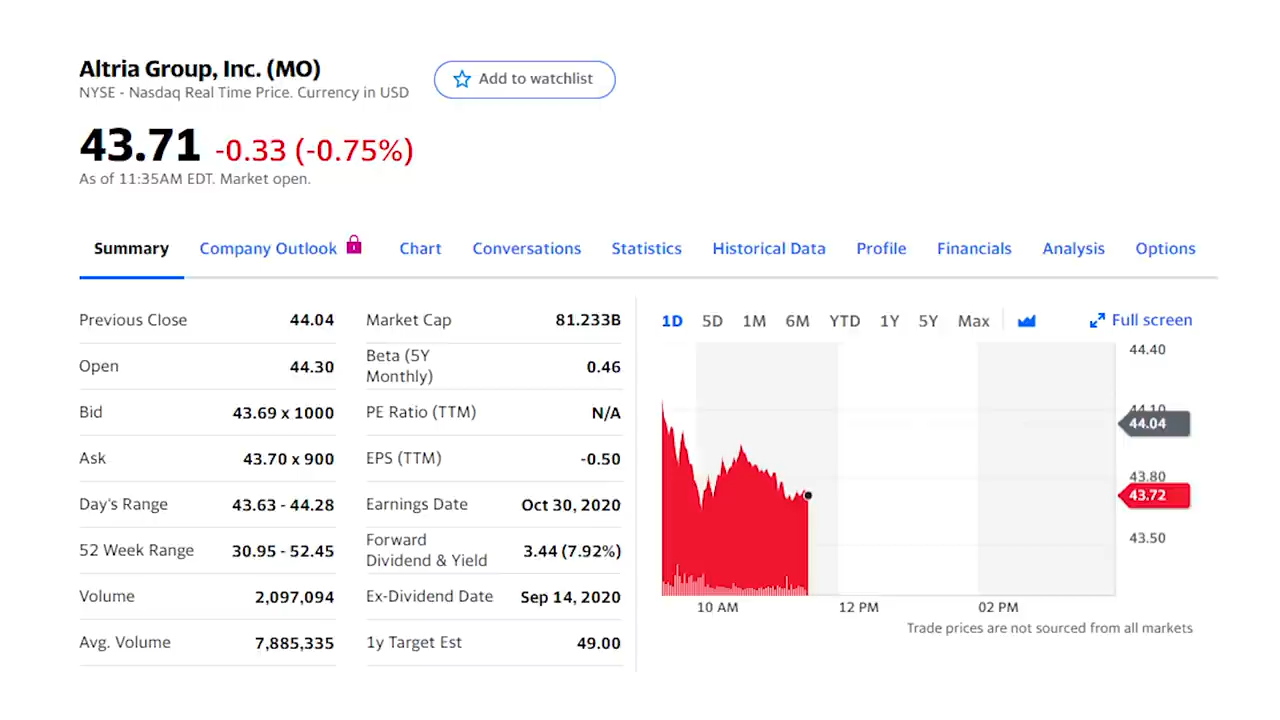 Altria Group, Inc. (MO)
NYSE - Nasdaq Real Time Price. Currency in USD
Add to watchlist
43.71 -0.33 (-0.75%)
As of 11:35AM EDT. Market open.
Summary Company Outlook Chart Conversations Statistics Historical Data Profile Financials Analysis Options
Previous Close 44.04
Open 44.30
Bid 43.69 x 1000
Ask 43.70 x 900
Day's Range 43.63 - 44.28
52 Week Range 30.95 - 52.45
Volume 2,097,094
Avg. Volume 7,885,335
Market Cap 81.233B
Beta (5Y
Monthly) 0.46
PE Ratio (TTM) N/A
EPS (TTM) -0.50
Earnings Date Oct 30, 2020
Forward
Dividend & Yield 3.44 (7.92%)
Ex-Dividend Date Sep 14, 2020
1y Target Est 49.00
1D 5D 1M 6M YTD 1Y 5Y Max Full screen
44.40
44.10
44.04
43.80
43.72
43.50
10 AM 12 PM 02 PM
Trade prices are not sourced from all markets